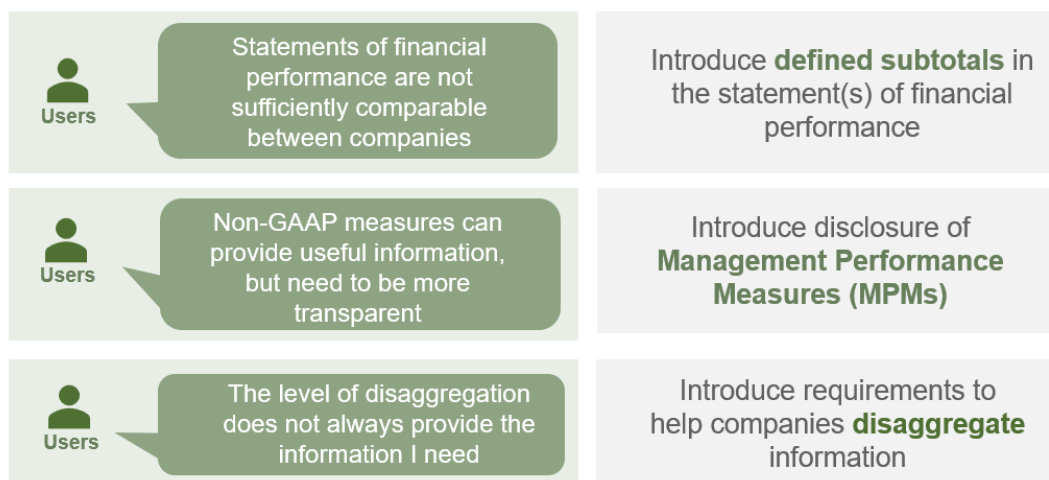 Statements of financial
performance are not
sufficiently comparable
between companies
Users
Introduce defined subtotals in
the statement(s) of financial
performance
Non-GAAP measures can
provide useful information,
but need to be more
transparent
Users
Introduce disclosure of
Management Performance
Measures (MPMs)
The level of disaggregation
does not always provide the
information I need
Users
Introduce requirements to
help companies disaggregate
information